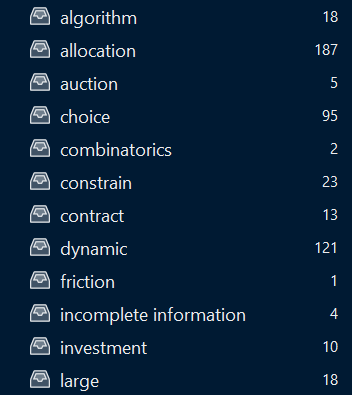 algorithm 18
allocation 187
auction 5
choice 95
combinatorics 2
constrain 23
contract 13
dynamic 121
friction 1
incomplete information 4
investment 10
large 18